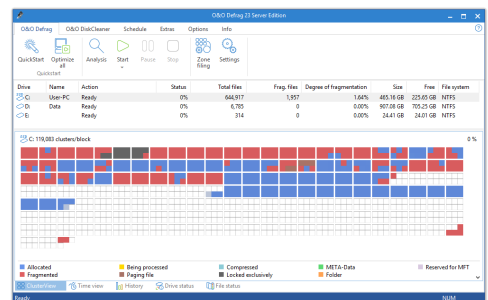 O&O Defrag 23 Server Edition
O&O Defrag O&O DiskCleaner Schedule Extras Options Info
QuickStart Optimize all Analysis Start Pause Stop Zone filing Settings
Quickstart
Drive Name Action Status Total files Frag. files Degree of fragmentation Size Free File system
C: User-PC Ready 0% 644,917 1,957 1.64% 465.16 GB 225.65 GB NTFS
D: Data Ready 0% 6,785 0 0.00% 907.08 GB 705.25 GB NTFS
E: Ready 0% 314 0 0.00% 24.41 GB 24.01 GB NTFS
C: 119,083 clusters/block 0 %
Allocated Being processed Compressed META-Data Reserved for MFT
Fragmented Paging file Locked exclusively Folder
ClusterView Time view History Drive status File status
Ready NUM